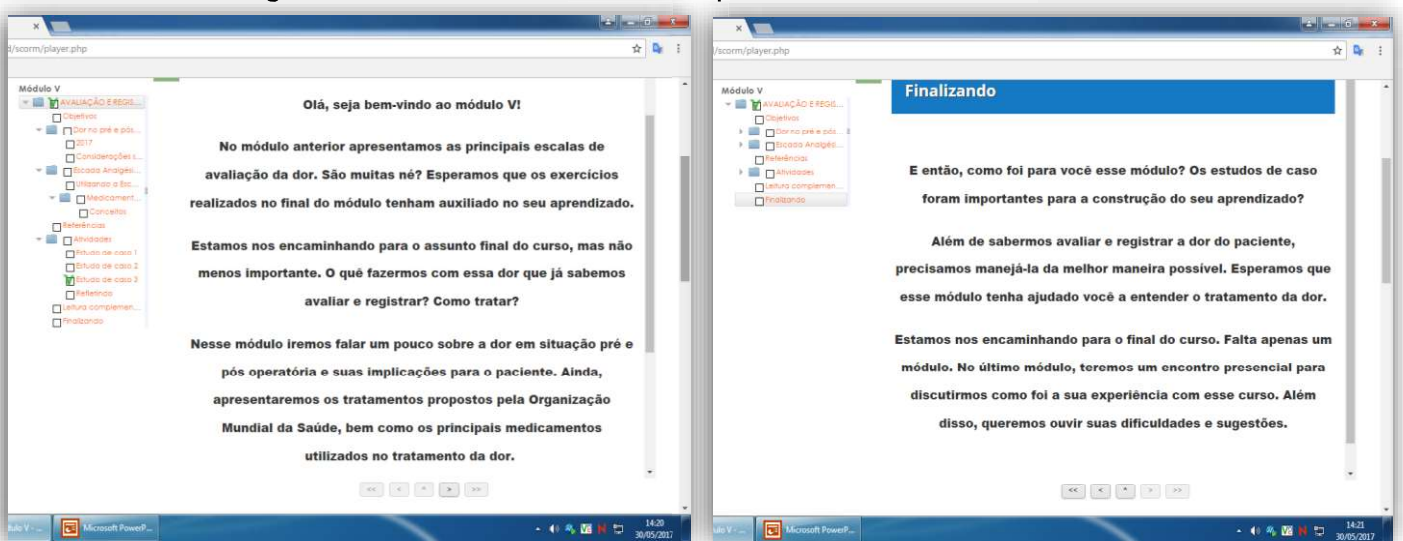 d/scorm/player.php
Módulo V
AVALIAÇÃO E REGIS...
Objetivos
Dor no pré e pós...
2017
Considerações s...
Escada Analgési...
Utilizando a Esc...
Medicament...
Conceitos
Referências
Atividades
Estudo de caso 1
Estudo de caso 2
Estudo de caso 3
Refletindo
Leitura complemen...
Finalizando
Olá, seja bem-vindo ao módulo V!
No módulo anterior apresentamos as principais escalas de
avaliação da dor. São muitas né? Esperamos que os exercícios
realizados no final do módulo tenham auxiliado no seu aprendizado.
Estamos nos encaminhando para o assunto final do curso, mas não
menos importante. O quê fazermos com essa dor que já sabemos
avaliar e registrar? Como tratar?
Nesse módulo iremos falar um pouco sobre a dor em situação pré e
pós operatória e suas implicações para o paciente. Ainda,
apresentaremos os tratamentos propostos pela Organização
Mundial da Saúde, bem como os principais medicamentos
utilizados no tratamento da dor.
<< < ^ > >>
Microsoft PowerP...
14:20
30/05/2017
/scorm/player.php
Módulo V
AVALIAÇÃO E REGIS...
Objetivos
Dor no pré e pós...
Escada Analgés...
Referências
Atividades
Leitura complemen...
Finalizando
Finalizando
E então, como foi para você esse módulo? Os estudos de caso
foram importantes para a construção do seu aprendizado?
Além de sabermos avaliar e registrar a dor do paciente,
precisamos manejá-la da melhor maneira possível. Esperamos que
esse módulo tenha ajudado você a entender o tratamento da dor.
Estamos nos encaminhando para o final do curso. Falta apenas um
módulo. No último módulo, teremos um encontro presencial para
discutirmos como foi a sua experiência com esse curso. Além
disso, queremos ouvir suas dificuldades e sugestões.
<< < ^ > >>
Microsoft PowerP...
14:21
30/05/2017